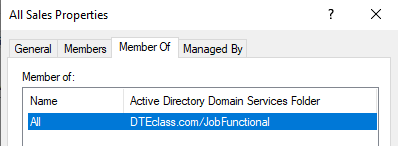 All Sales Properties ? ×
General Members Member Of Managed By
Member of:
Name Active Directory Domain Services Folder
All DTEclass.com/JobFunctional